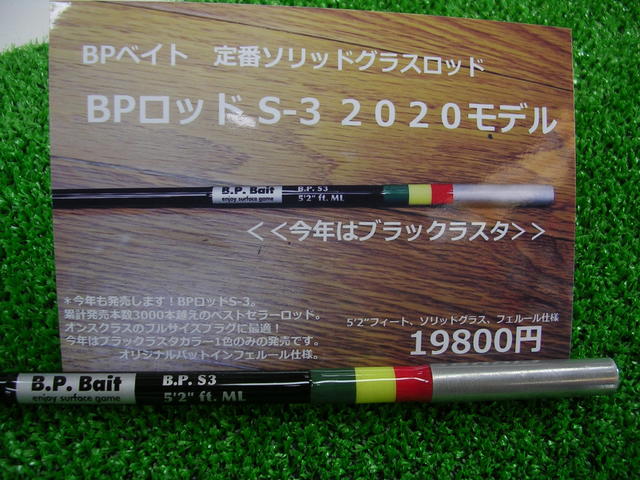 BPベイト 定番ソリッドグラスロッド
BPロッド S-3 ２０２０モデル
B.P. Bait
enjoy surface game
B.P. S3
5'2" ft. ML
<<今年はブラックラスタ>>
＊今年も発売します！BPロッドS-3。
累計発売本数3000本越えのベストセラーロッド。
オンスクラスのフルサイズプラグに最適！
今年はブラックラスタカラー1色のみの発売です。
オリジナルバットインフェルール仕様。
5'2"フィート、ソリッドグラス、フェルール仕様
19800円
B.P. Bait
enjoy surface game
B.P. S3
5'2" ft. ML